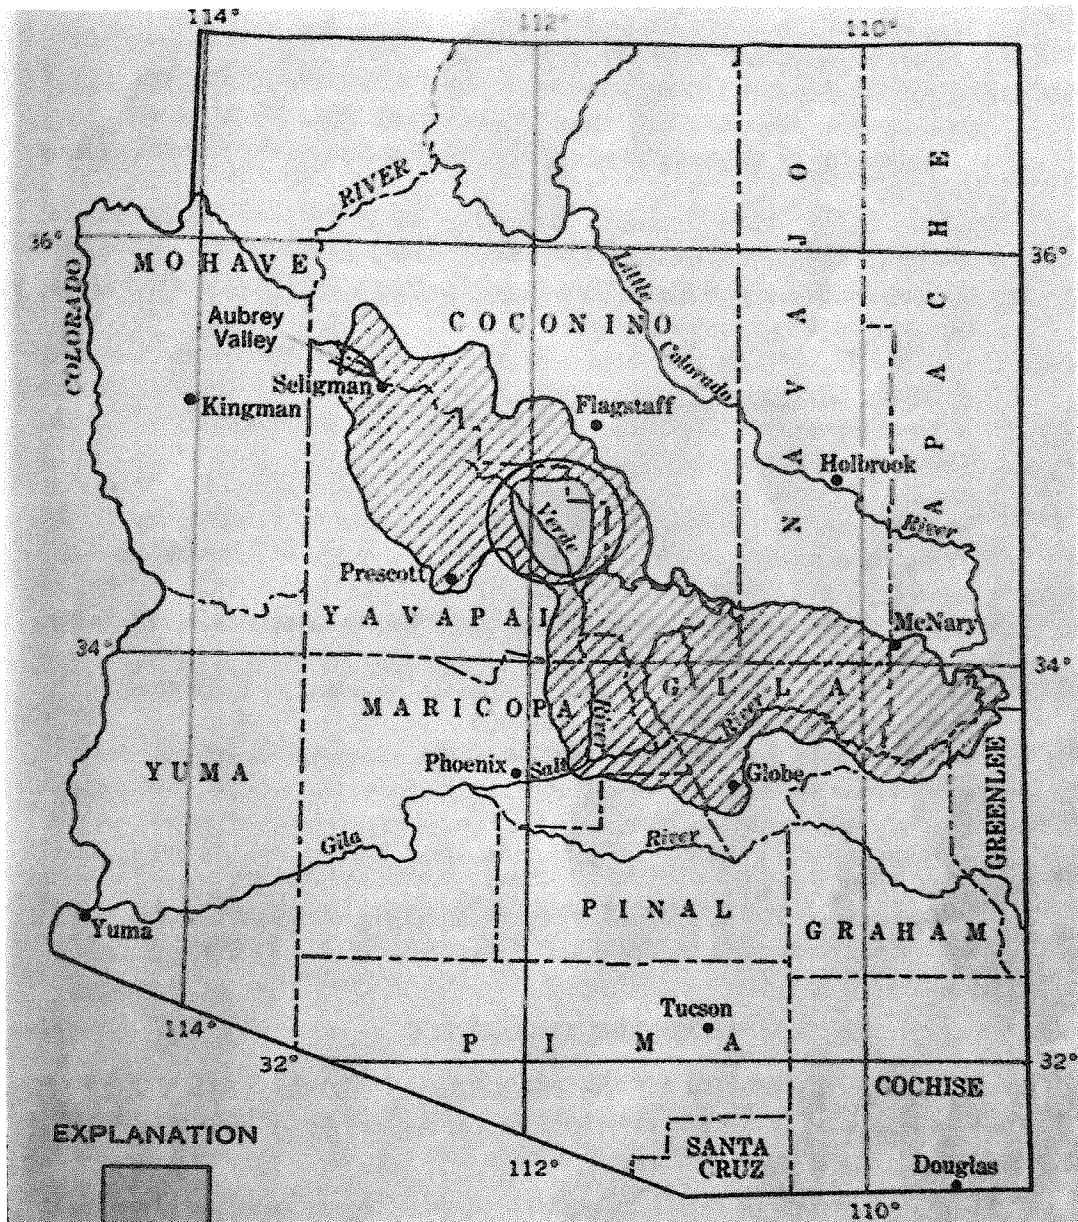 114°
112°
110°
RIVER
36°
36°
MOHAVE
COLORADO
Little
Colorado
River
NAVAJO
APACHE
Aubrey
Valley
COCONINO
Seligman
Kingman
Flagstaff
Holbrook
Verde
Prescott
YAVAPAI
McNary
34°
34°
GILA
MARICOPA
River
River
YUMA
Phoenix
Salt
Globe
GREENLEE
Gila
River
Yuma
PINAL
GRAHAM
114°
Tucson
PIMA
32°
32°
COCHISE
EXPLANATION
SANTA
CRUZ
112°
Douglas
110°